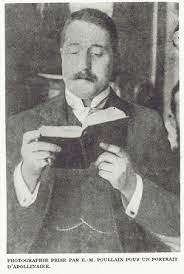 PHOTOGRAPHIE PRISE PAR E.-M. POULLAIN POUR UN PORTRAIT
D'APOLLINAIRE.